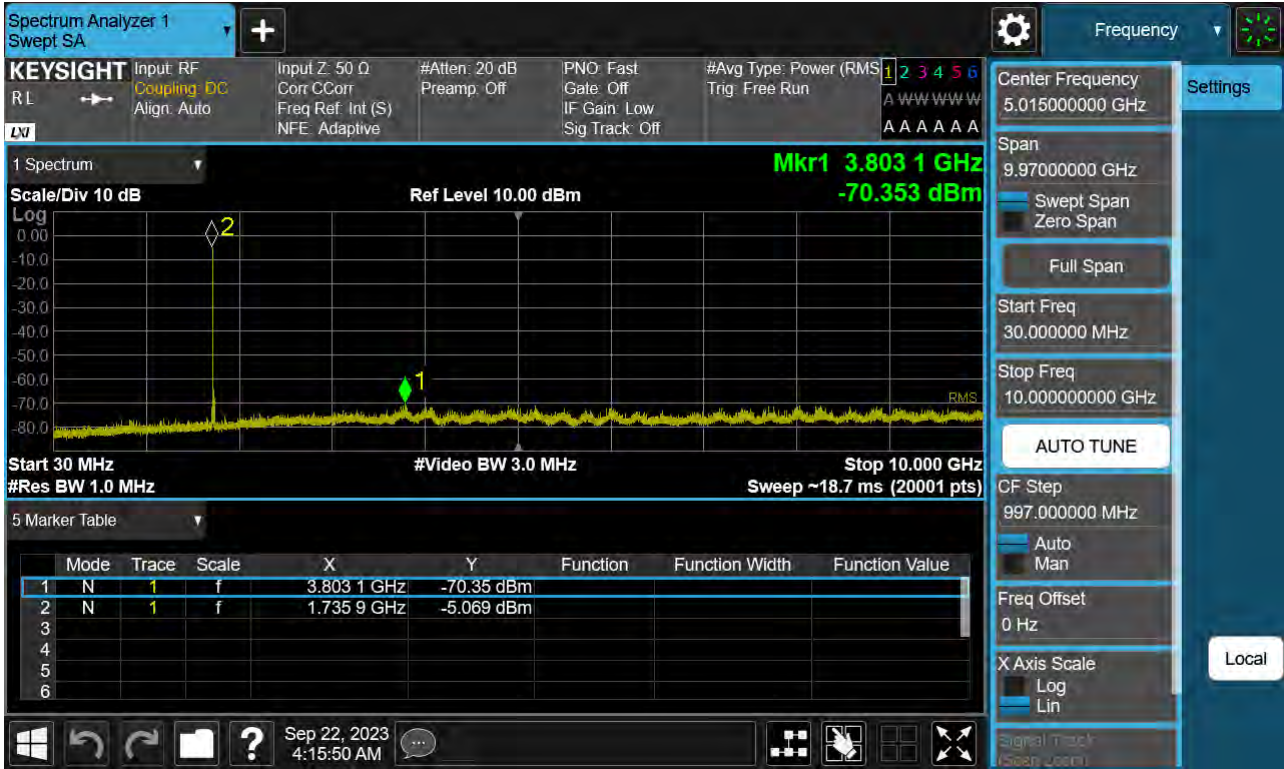 Spectrum Analyzer 1
Swept SA
Frequency
KEYSIGHT
R L
LXI
Input: RF
Coupling: DC
Align: Auto
Input Z: 50 Ω
Corr CCorr
Freq Ref: Int (S)
NFE: Adaptive
#Atten: 20 dB
Preamp: Off
PNO: Fast
Gate: Off
IF Gain: Low
Sig Track: Off
#Avg Type: Power (RMS
Trig: Free Run
1 2 3 4 5 6
A W W W W W
A A A A A A
1 Spectrum
Scale/Div 10 dB
Ref Level 10.00 dBm
Mkr1 3.803 1 GHz
-70.353 dBm
Log
0.00
-10.0
-20.0
-30.0
-40.0
-50.0
-60.0
-70.0
-80.0
2
1
RMS
Start 30 MHz
#Video BW 3.0 MHz
Stop 10.000 GHz
#Res BW 1.0 MHz
Sweep ~18.7 ms (20001 pts)
5 Marker Table
Mode Trace Scale X Y Function Function Width Function Value
1 N 1 f 3.803 1 GHz -70.35 dBm
2 N 1 f 1.735 9 GHz -5.069 dBm
3
4
5
6
Sep 22, 2023
4:15:50 AM
Center Frequency
5.015000000 GHz
Span
9.97000000 GHz
Swept Span
Zero Span
Full Span
Start Freq
30.000000 MHz
Stop Freq
10.000000000 GHz
AUTO TUNE
CF Step
997.000000 MHz
Auto
Man
Freq Offset
0 Hz
X Axis Scale
Log
Lin
Signal Track
(Span Zoom)
Settings
Local